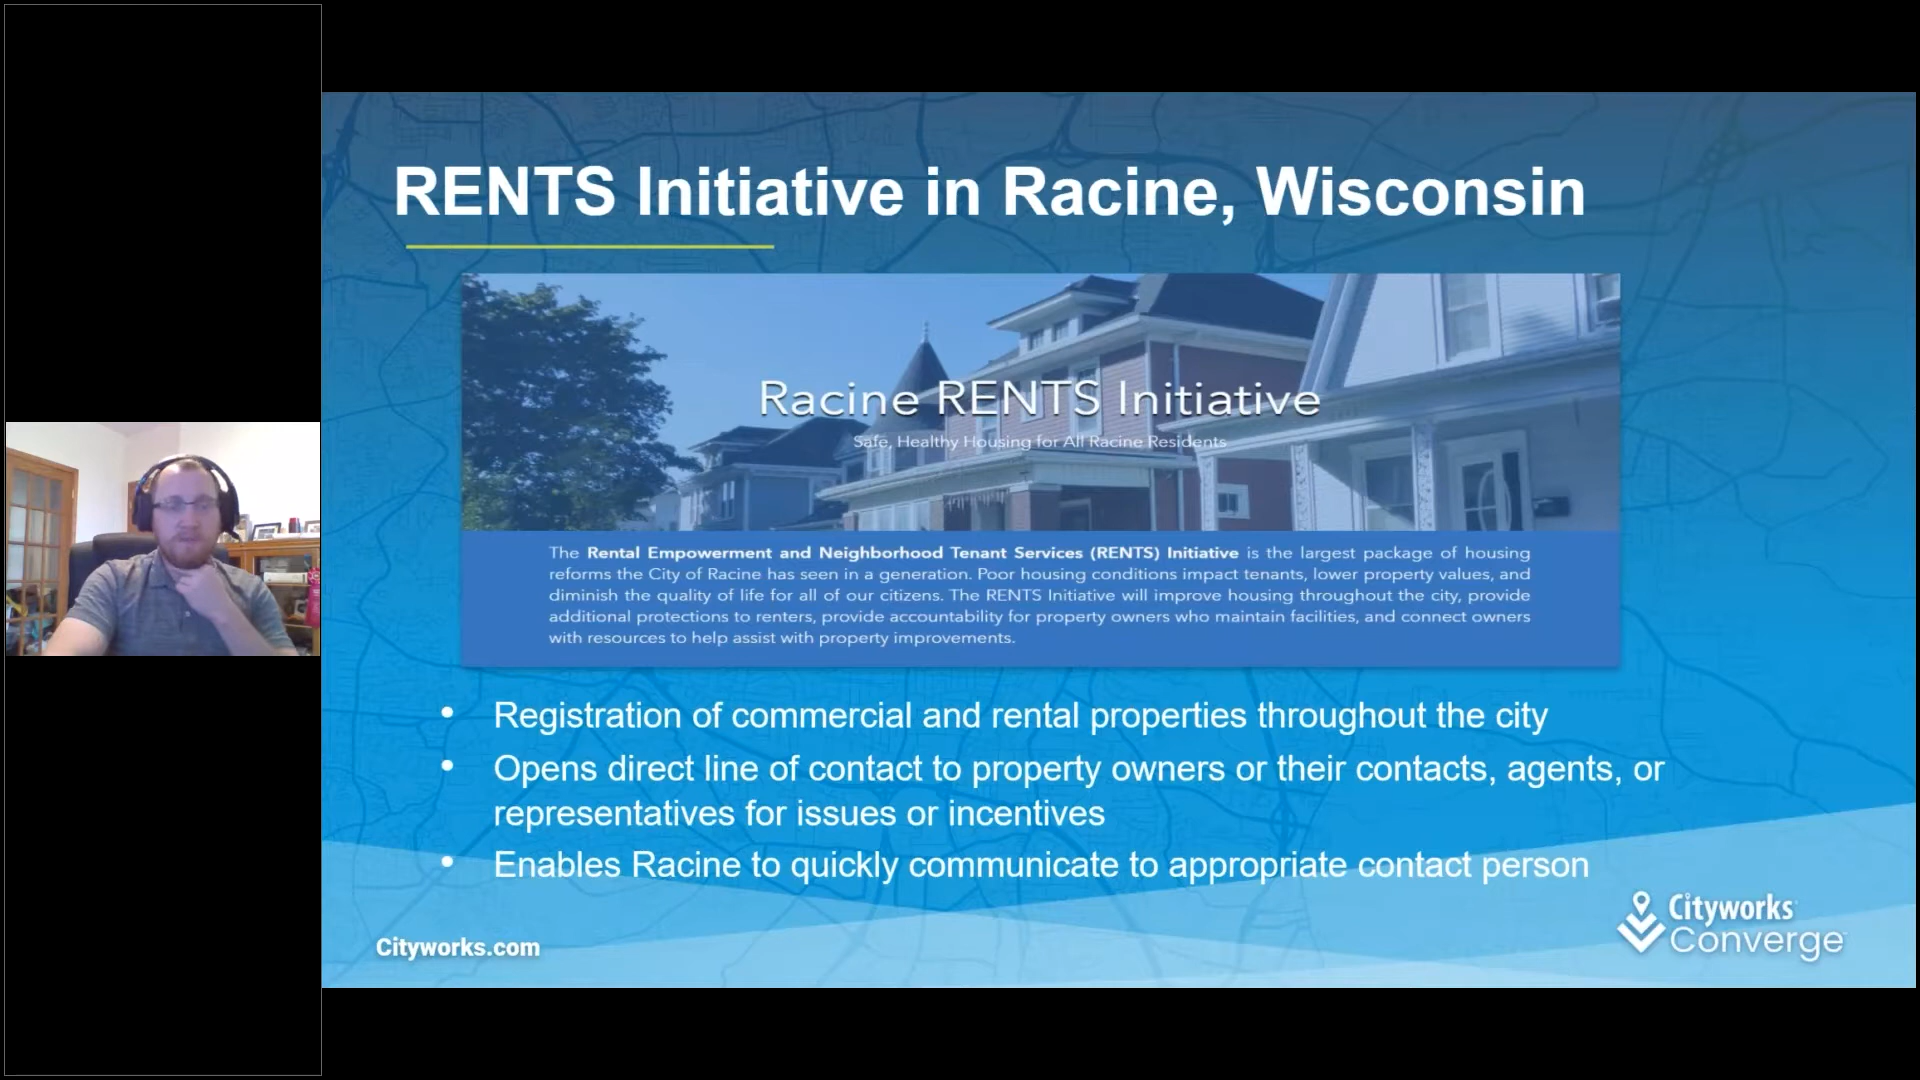 RENTS Initiative in Racine, Wisconsin
Racine RENTS Initiative
Safe, Healthy Housing for All Racine Residents
The Rental Empowerment and Neighborhood Tenant Services (RENTS) Initiative is the largest package of housing
reforms the City of Racine has seen in a generation. Poor housing conditions impact tenants, lower property values, and
diminish the quality of life for all of our citizens. The RENTS Initiative will improve housing throughout the city, provide
additional protections to renters, provide accountability for property owners who maintain facilities, and connect owners
with resources to help assist with property improvements.
• Registration of commercial and rental properties throughout the city
• Opens direct line of contact to property owners or their contacts, agents, or
representatives for issues or incentives
• Enables Racine to quickly communicate to appropriate contact person
Cityworks.com
Cityworks
Converge